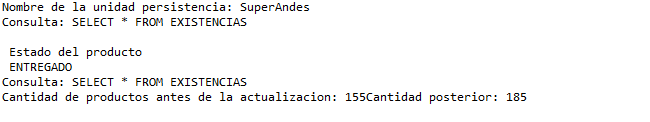 Nombre de la unidad persistencia: SuperAndes
Consulta: SELECT * FROM EXISTENCIAS
Estado del producto
ENTREGADO
Consulta: SELECT * FROM EXISTENCIAS
Cantidad de productos antes de la actualizacion: 155Cantidad posterior: 185